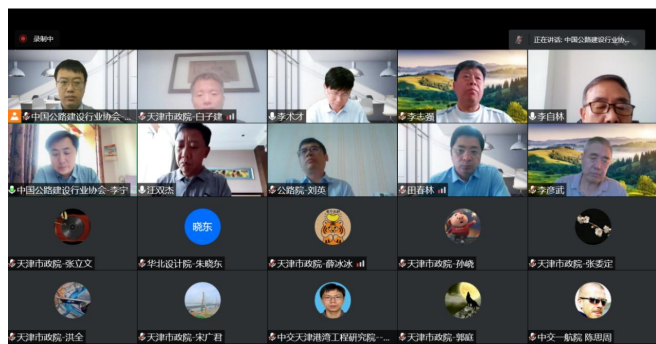 录制中
正在讲话: 中国公路建设行业协...
中国公路建设行业协会-...
天津市政院-白子建
李术才
李志强
李自林
中国公路建设行业协会-李宁
汪双杰
公路院-刘英
田春林
李彦武
晓东
天津市政院-张立文
华北设计院-朱晓东
天津市政院-薛冰冰
天津市政院-孙晓
天津市政院-张委定
天津市政院-洪全
天津市政院-宋广君
中交天津港湾工程研究院--...
天津市政院-郭庭
中交一航院 陈思周